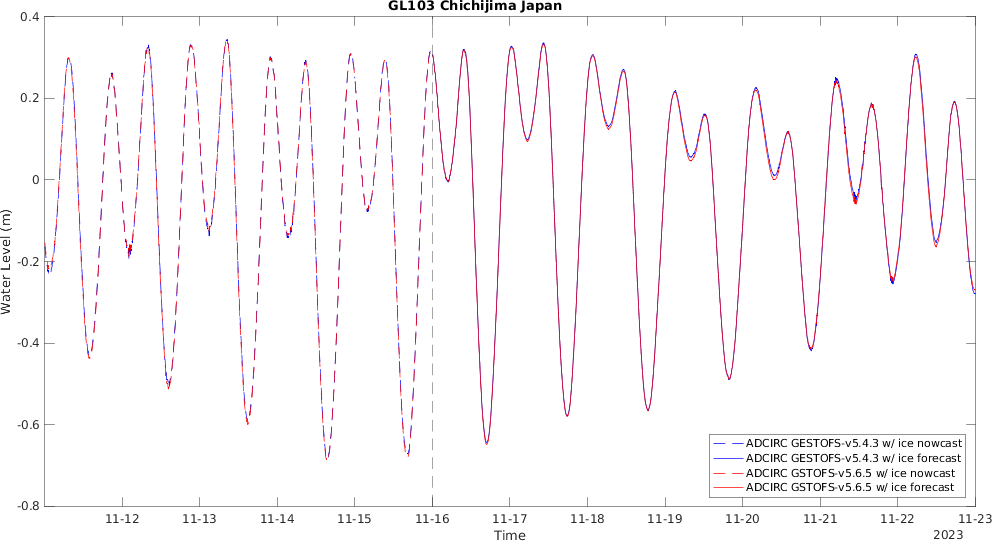 GL103 Chichijima Japan
0.4
0.2
0
-0.2
-0.4
-0.6
-0.8
Water Level (m)
11-12
11-13
11-14
11-15
11-16
11-17
11-18
11-19
11-20
11-21
11-22
11-23
Time
2023
ADCIRC GESTOFS-v5.4.3 w/ ice nowcast
ADCIRC GESTOFS-v5.4.3 w/ ice forecast
ADCIRC GSTOFS-v5.6.5 w/ ice nowcast
ADCIRC GSTOFS-v5.6.5 w/ ice forecast